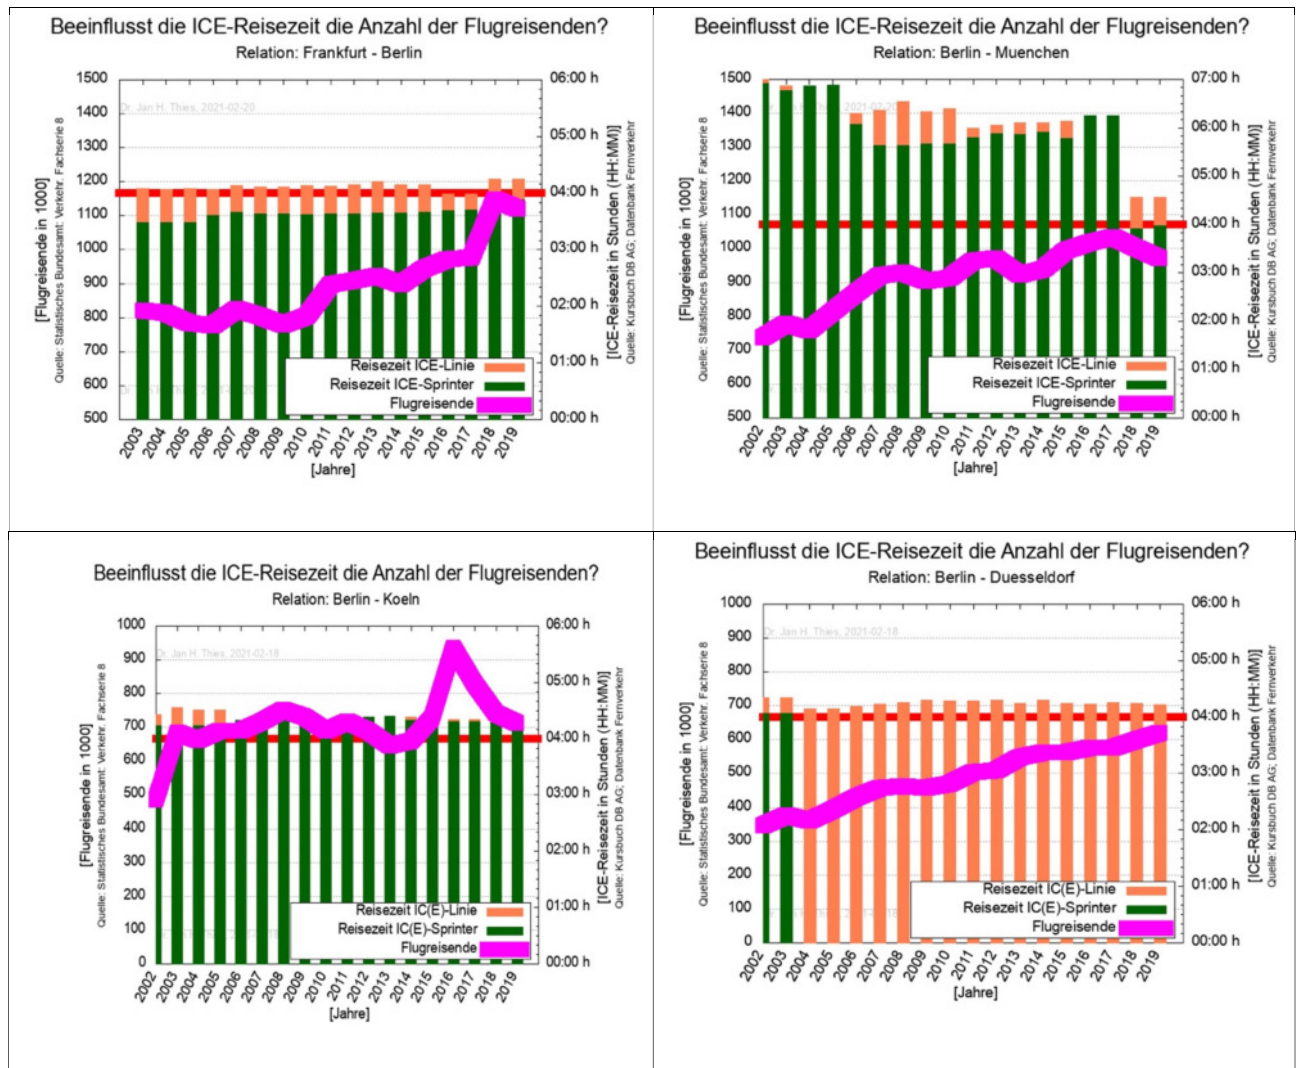 Beeinflusst die ICE-Reisezeit die Anzahl der Flugreisenden?
Relation: Frankfurt - Berlin
Dr. Jan H. Thies, 2021-02-20
[Flugreisende in 1000]
Quelle: Statistisches Bundesamt: Verkehr. Fachserie 8
1500
1400
1300
1200
1100
1000
900
800
700
600
500
06:00 h
05:00 h
04:00 h
03:00 h
02:00 h
01:00 h
00:00 h
[ICE-Reisezeit in Stunden (HH:MM)]
Quelle: Kursbuch DB AG; Datenbank Fernverkehr
Reisezeit ICE-Linie
Reisezeit ICE-Sprinter
Flugreisende
2003 2004 2005 2006 2007 2008 2009 2010 2011 2012 2013 2014 2015 2016 2017 2018 2019
[Jahre]
Beeinflusst die ICE-Reisezeit die Anzahl der Flugreisenden?
Relation: Berlin - Muenchen
Dr. Jan H. Thies, 2021-02-20
[Flugreisende in 1000]
Quelle: Statistisches Bundesamt: Verkehr. Fachserie 8
1500
1400
1300
1200
1100
1000
900
800
700
600
500
07:00 h
06:00 h
05:00 h
04:00 h
03:00 h
02:00 h
01:00 h
00:00 h
[ICE-Reisezeit in Stunden (HH:MM)]
Quelle: Kursbuch DB AG; Datenbank Fernverkehr
Reisezeit ICE-Linie
Reisezeit ICE-Sprinter
Flugreisende
2002 2003 2004 2005 2006 2007 2008 2009 2010 2011 2012 2013 2014 2015 2016 2017 2018 2019
[Jahre]
Beeinflusst die ICE-Reisezeit die Anzahl der Flugreisenden?
Relation: Berlin - Koeln
Dr. Jan H. Thies, 2021-02-18
[Flugreisende in 1000]
Quelle: Statistisches Bundesamt: Verkehr. Fachserie 8
1000
900
800
700
600
500
400
300
200
100
0
06:00 h
05:00 h
04:00 h
03:00 h
02:00 h
01:00 h
00:00 h
[ICE-Reisezeit in Stunden (HH:MM)]
Quelle: Kursbuch DB AG; Datenbank Fernverkehr
Reisezeit IC(E)-Linie
Reisezeit IC(E)-Sprinter
Flugreisende
2002 2003 2004 2005 2006 2007 2008 2009 2010 2011 2012 2013 2014 2015 2016 2017 2018 2019
[Jahre]
Beeinflusst die ICE-Reisezeit die Anzahl der Flugreisenden?
Relation: Berlin - Duesseldorf
Dr. Jan H. Thies, 2021-02-18
[Flugreisende in 1000]
Quelle: Statistisches Bundesamt: Verkehr. Fachserie 8
1000
900
800
700
600
500
400
300
200
100
0
06:00 h
05:00 h
04:00 h
03:00 h
02:00 h
01:00 h
00:00 h
[ICE-Reisezeit in Stunden (HH:MM)]
Quelle: Kursbuch DB AG; Datenbank Fernverkehr
Reisezeit IC(E)-Linie
Reisezeit IC(E)-Sprinter
Flugreisende
2002 2003 2004 2005 2006 2007 2008 2009 2010 2011 2012 2013 2014 2015 2016 2017 2018 2019
[Jahre]